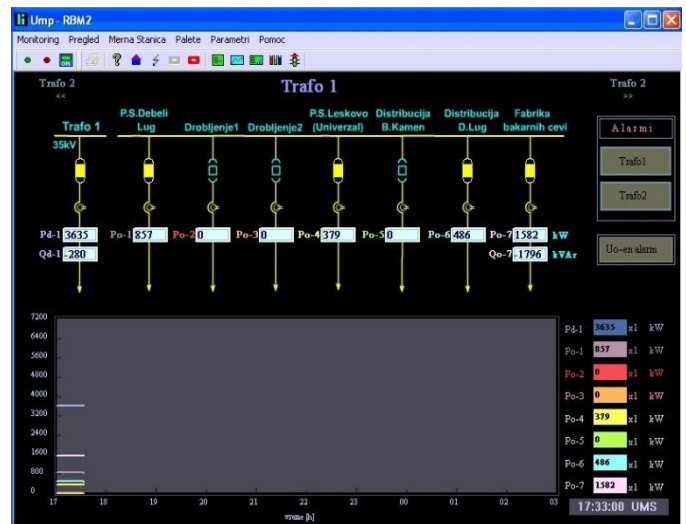 Ump - RBM2
Monitoring Pregled Merna Stanica Palete Parametri Pomoc
Trafo 2 Trafo 1 Trafo 2
<< >>
P.S.Debeli P.S.Leskovo Distribucija Distribucija Fabrika
Trafo 1 Lug Drobljenje1 Drobljenje2 (Univerzal) B.Kamen D.Lug bakarnih cevi
35kV
Alarmi
Trafo1
Trafo2
Uo-en alarm
Pd-1 3635 Po-1 857 Po-2 0 Po-3 0 Po-4 379 Po-5 0 Po-6 486 Po-7 1582 kW
Qd-1 -280 Qo-7 -1796 kVAr
7200
6400
5600
4800
4000
3200
2400
1600
800
0
17 18 19 20 21 22 23 00 01 02 03
vreme [h]
Pd-1 3635 x1 kW
Po-1 857 x1 kW
Po-2 0 x1 kW
Po-3 0 x1 kW
Po-4 379 x1 kW
Po-5 0 x1 kW
Po-6 486 x1 kW
Po-7 1582 x1 kW
17:33:00 UMS